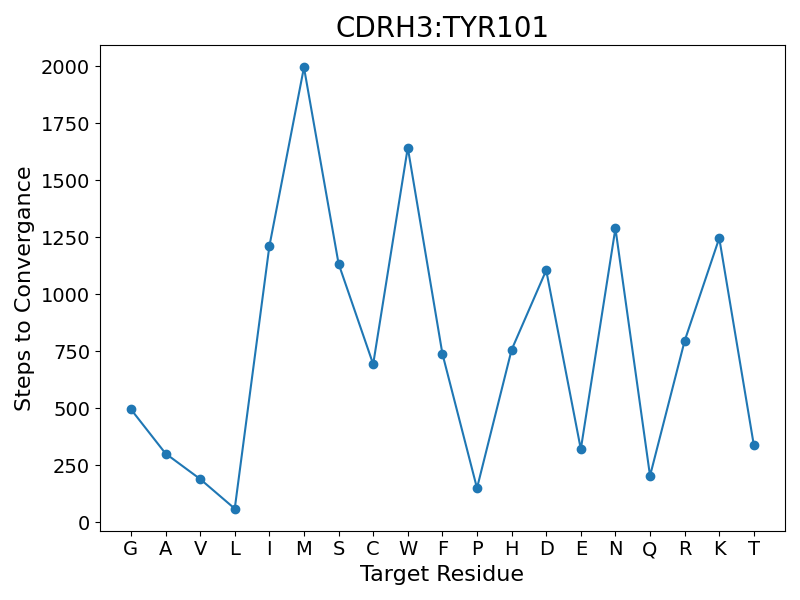 CDRH3:TYR101
Steps to Convergance
2000
1750
1500
1250
1000
750
500
250
0
G A V L I M S C W F P H D E N Q R K T
Target Residue